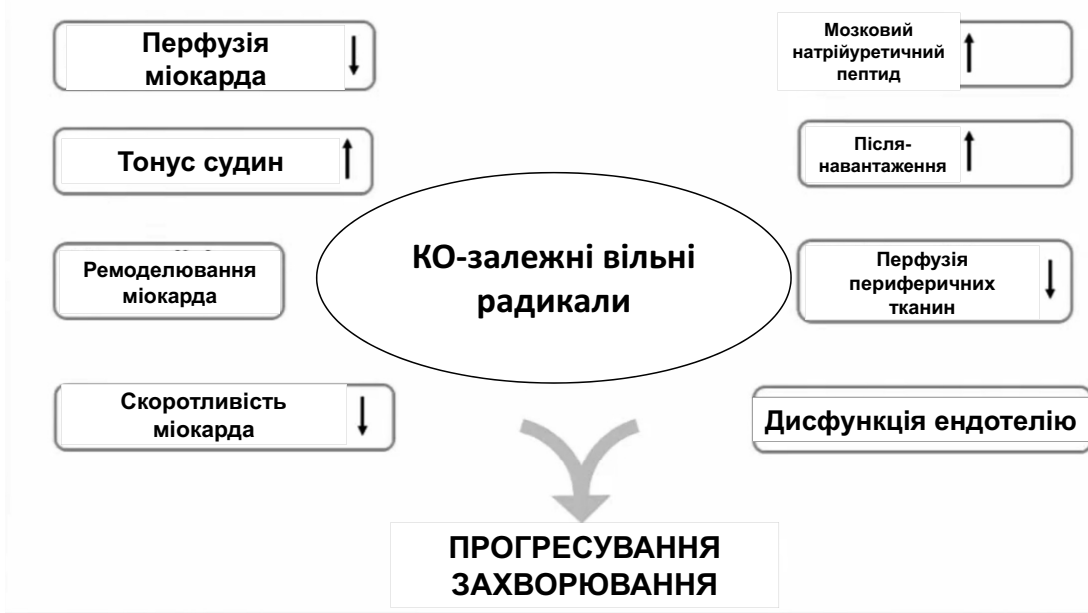 Перфузія
міокарда
↓
Тонус судин
↑
Ремоделювання
міокарда
Скоротливість
міокарда
↓
КО-залежні вільні
радикали
Мозковий
натрійуретичний
пептид
↑
Після-
навантаження
↑
Перфузія
периферичних
тканин
↓
Дисфункція ендотелію
ПРОГРЕСУВАННЯ
ЗАХВОРЮВАННЯ